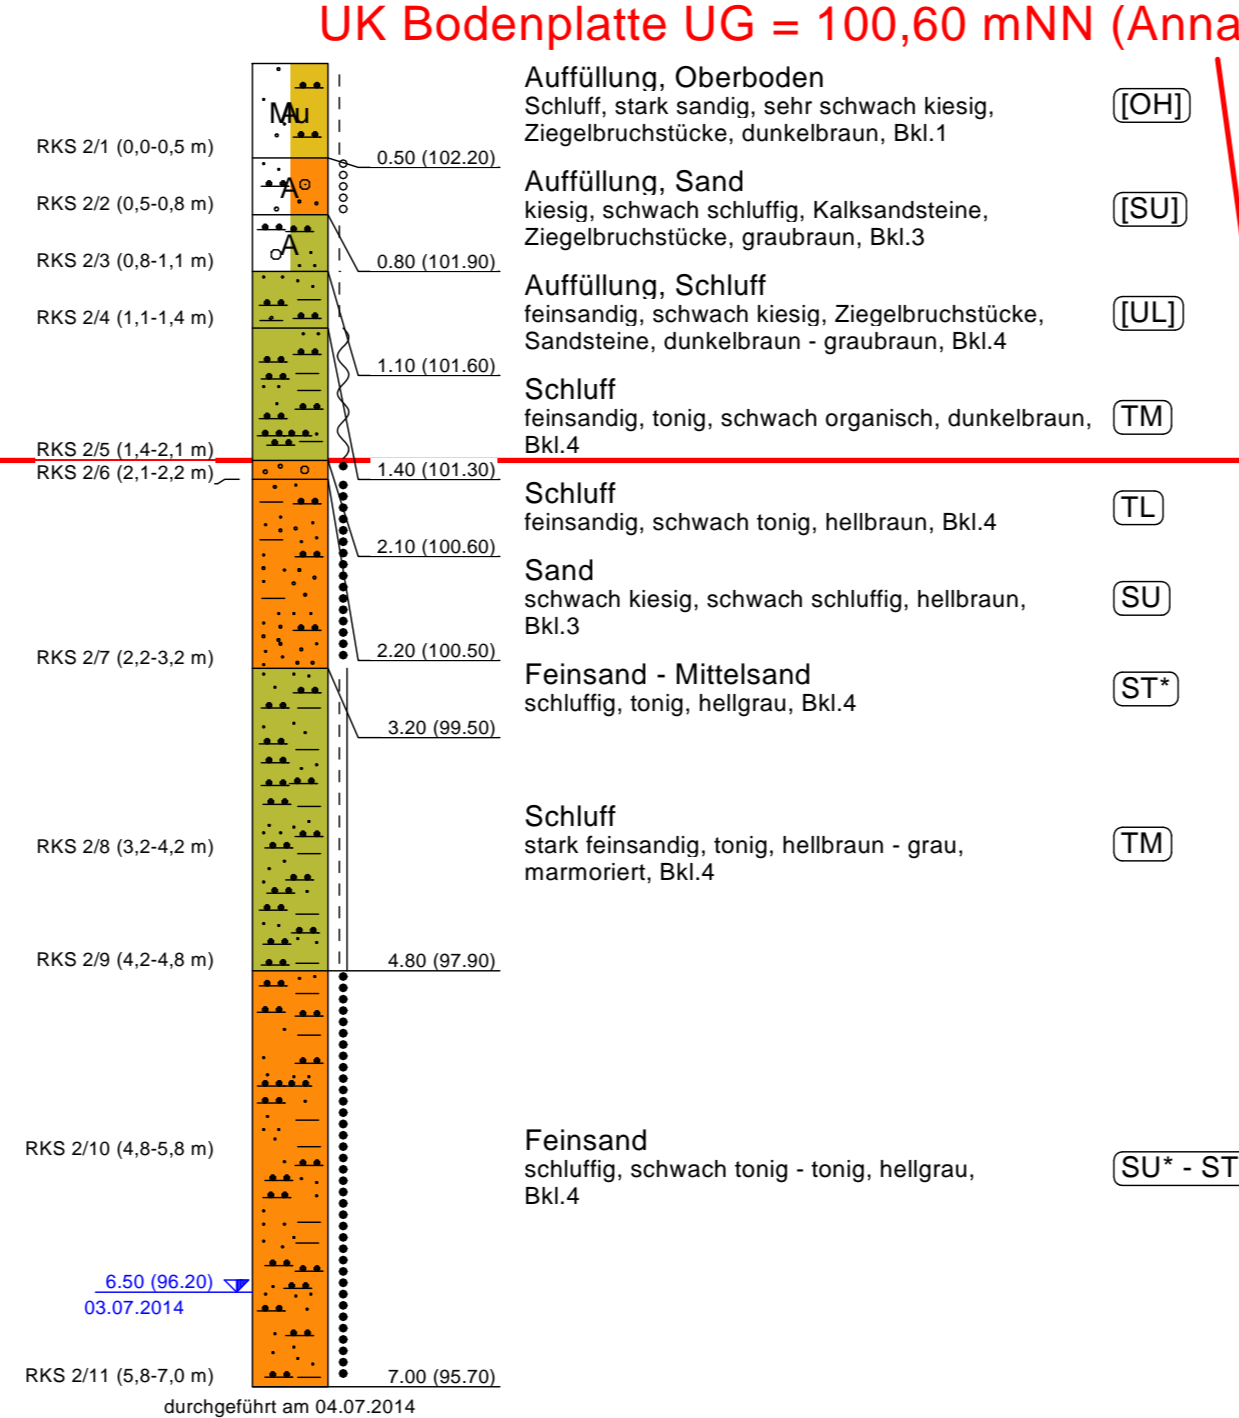 UK Bodenplatte UG = 100,60 mNN (Anna
Auffüllung, Oberboden
Schluff, stark sandig, sehr schwach kiesig,
Ziegelbruchstücke, dunkelbraun, Bkl.1
[OH]
Mu
A
RKS 2/1 (0,0-0,5 m)
0.50 (102.20)
Auffüllung, Sand
kiesig, schwach schluffig, Kalksandsteine,
Ziegelbruchstücke, graubraun, Bkl.3
[SU]
A
RKS 2/2 (0,5-0,8 m)
0.80 (101.90)
Auffüllung, Schluff
feinsandig, schwach kiesig, Ziegelbruchstücke,
Sandsteine, dunkelbraun - graubraun, Bkl.4
[UL]
A
RKS 2/3 (0,8-1,1 m)
1.10 (101.60)
Schluff
feinsandig, tonig, schwach organisch, dunkelbraun,
Bkl.4
TM
RKS 2/4 (1,1-1,4 m)
1.40 (101.30)
Schluff
feinsandig, schwach tonig, hellbraun, Bkl.4
TL
RKS 2/5 (1,4-2,1 m)
2.10 (100.60)
Sand
schwach kiesig, schwach schluffig, hellbraun,
Bkl.3
SU
RKS 2/6 (2,1-2,2 m)
2.20 (100.50)
Feinsand - Mittelsand
schluffig, tonig, hellgrau, Bkl.4
ST*
RKS 2/7 (2,2-3,2 m)
3.20 (99.50)
Schluff
stark feinsandig, tonig, hellbraun - grau,
marmoriert, Bkl.4
TM
RKS 2/8 (3,2-4,2 m)
RKS 2/9 (4,2-4,8 m)
4.80 (97.90)
Feinsand
schluffig, schwach tonig - tonig, hellgrau,
Bkl.4
SU* - ST
RKS 2/10 (4,8-5,8 m)
6.50 (96.20)
03.07.2014
RKS 2/11 (5,8-7,0 m)
7.00 (95.70)
durchgeführt am 04.07.2014